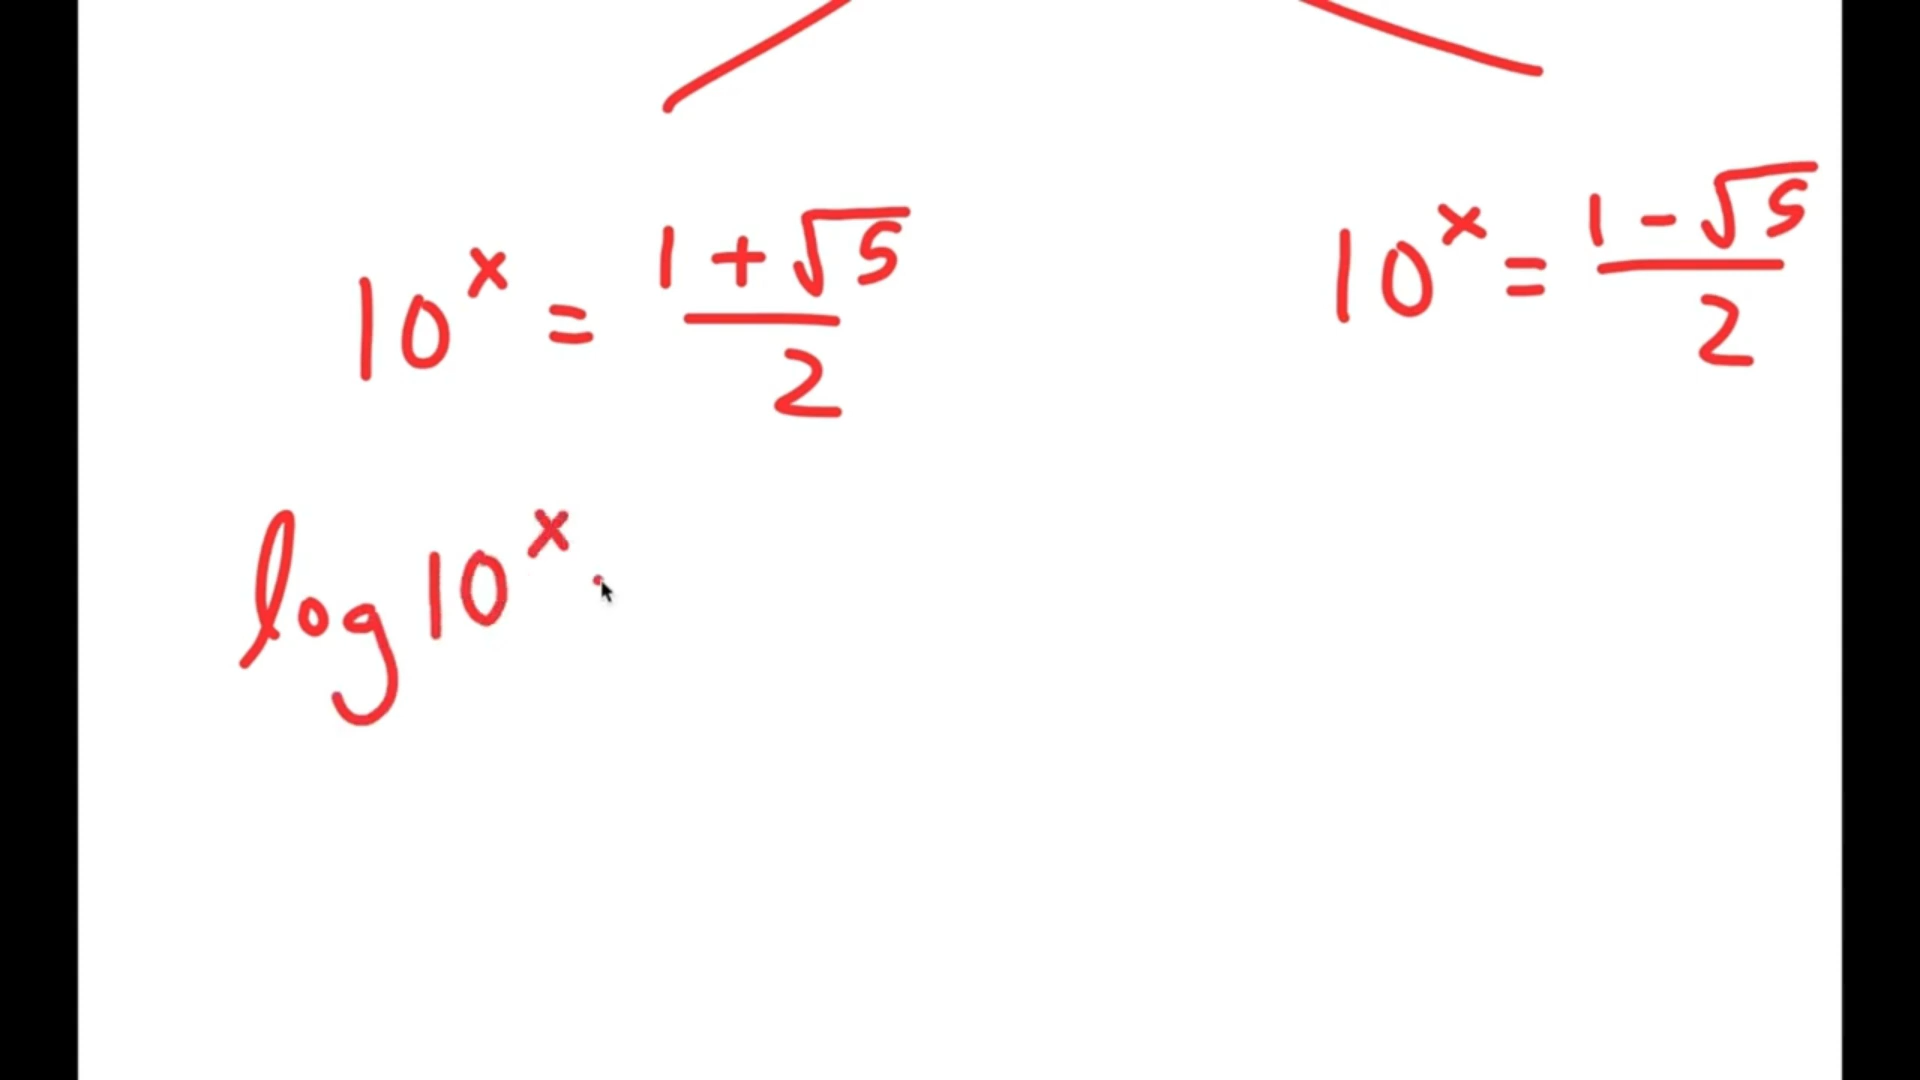 10^x = (1 + √5)/2
10^x = (1 - √5)/2
log 10^x